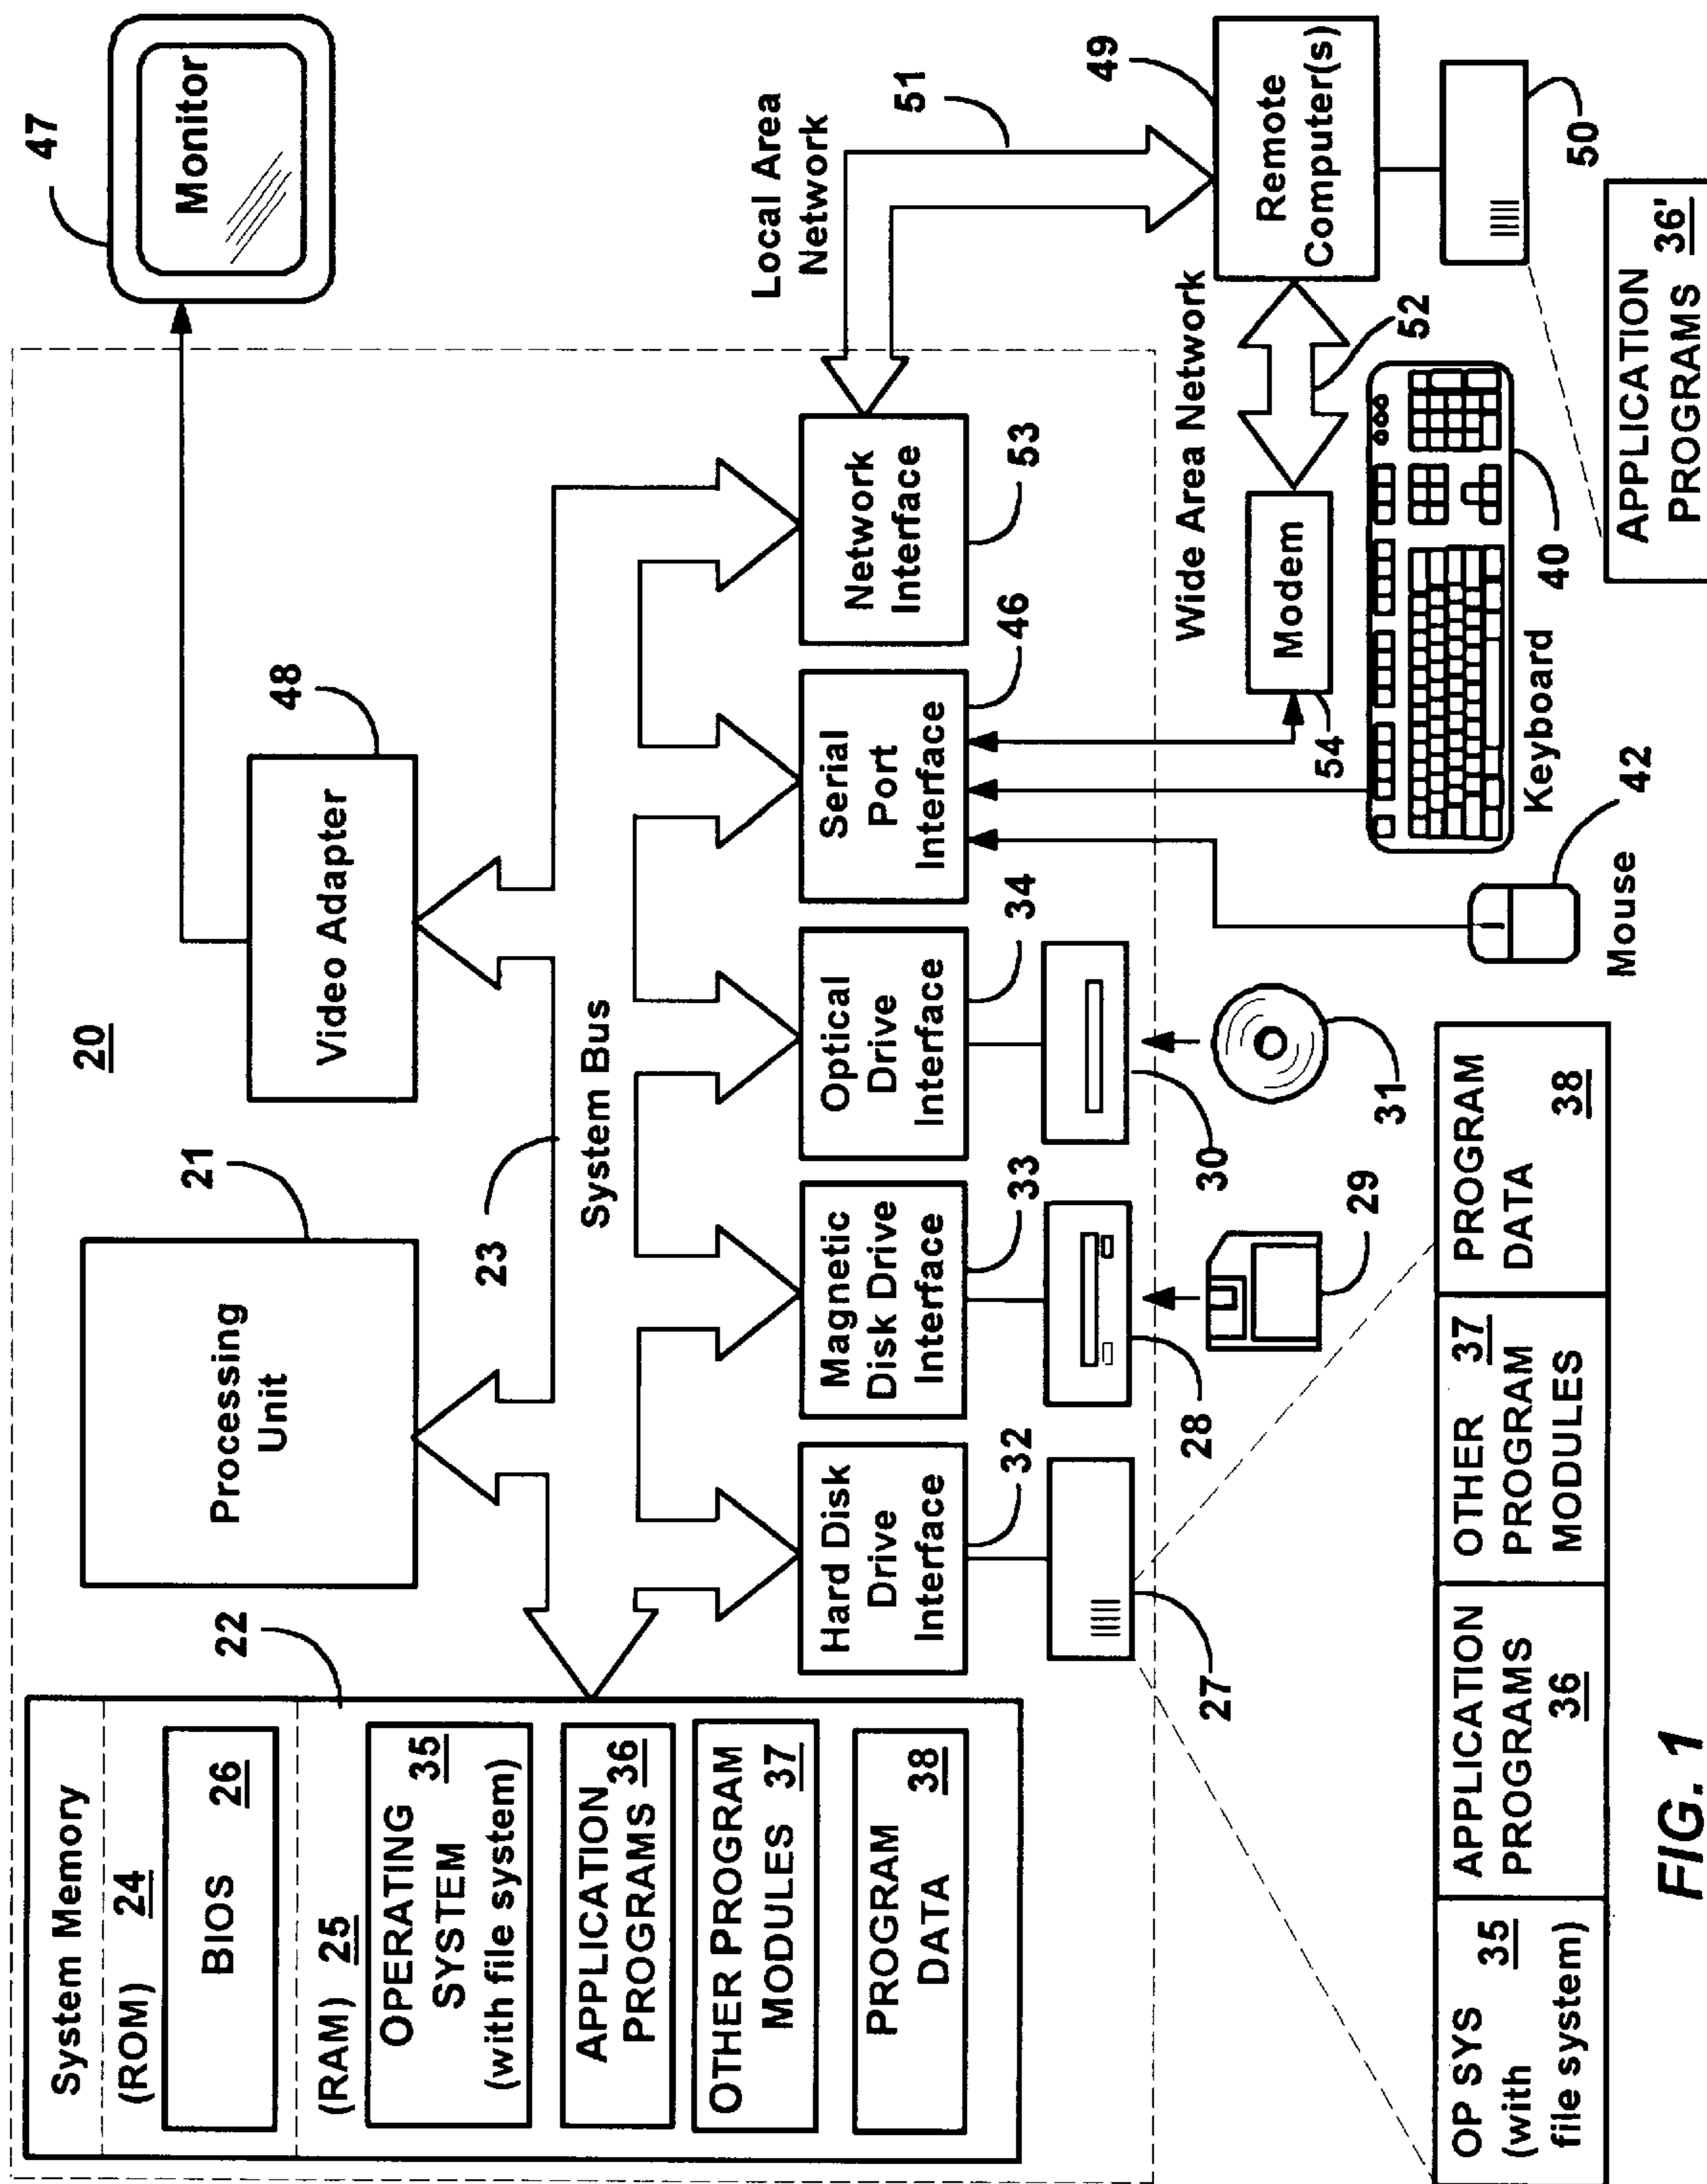 System Memory
(ROM) 24
BIOS 26
(RAM) 25
OPERATING 35
SYSTEM
(with file system)
APPLICATION
PROGRAMS 36
OTHER PROGRAM
MODULES 37
PROGRAM
DATA 38
22
Processing
Unit
21
20
Video Adapter
48
Monitor
47
23
System Bus
Hard Disk
Drive
Interface
32
Magnetic
Disk Drive
Interface
33
Optical
Drive
Interface
34
Serial
Port
Interface
46
Network
Interface
53
Local Area
Network
51
27
28
30
29
31
Wide Area Network
52
Modem
54
Remote
Computer(s)
49
50
Keyboard
40
Mouse
42
APPLICATION
PROGRAMS 36'
OP SYS 35
(with
file system)
APPLICATION
PROGRAMS
36
OTHER 37
PROGRAM
MODULES
PROGRAM
DATA
38
FIG. 1